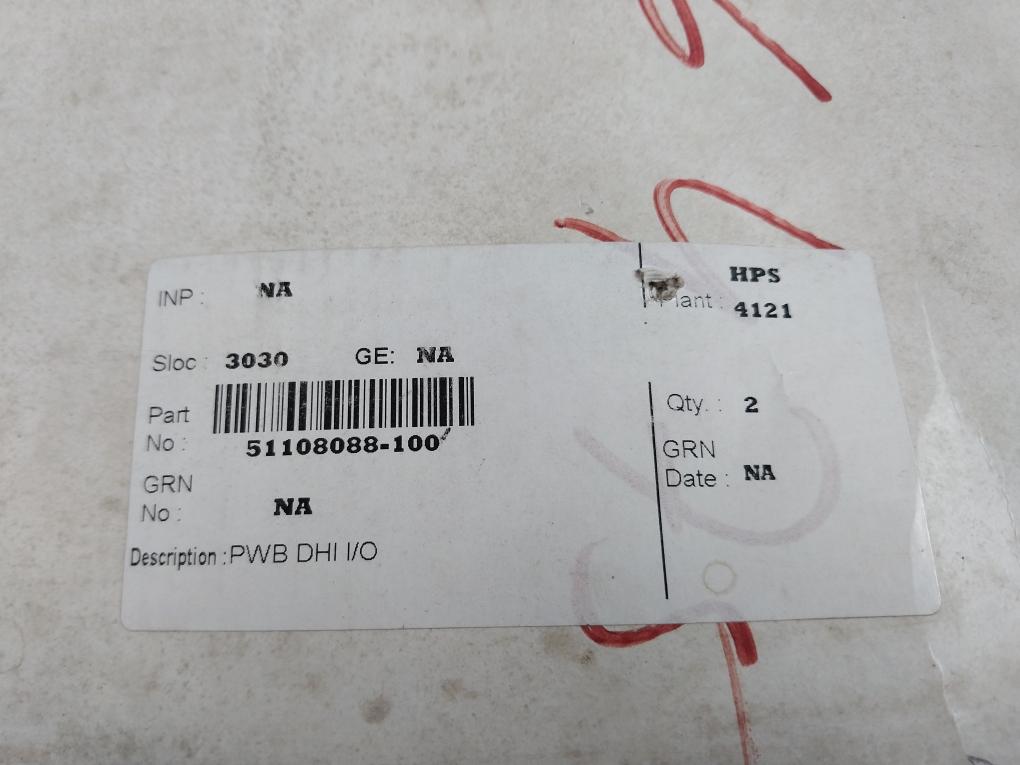 INP : NA
HPS
Plant : 4121
Sloc : 3030 GE: NA
Part No : 51108088-100
Qty. : 2
GRN No : NA
GRN Date : NA
Description : PWB DHI I/O